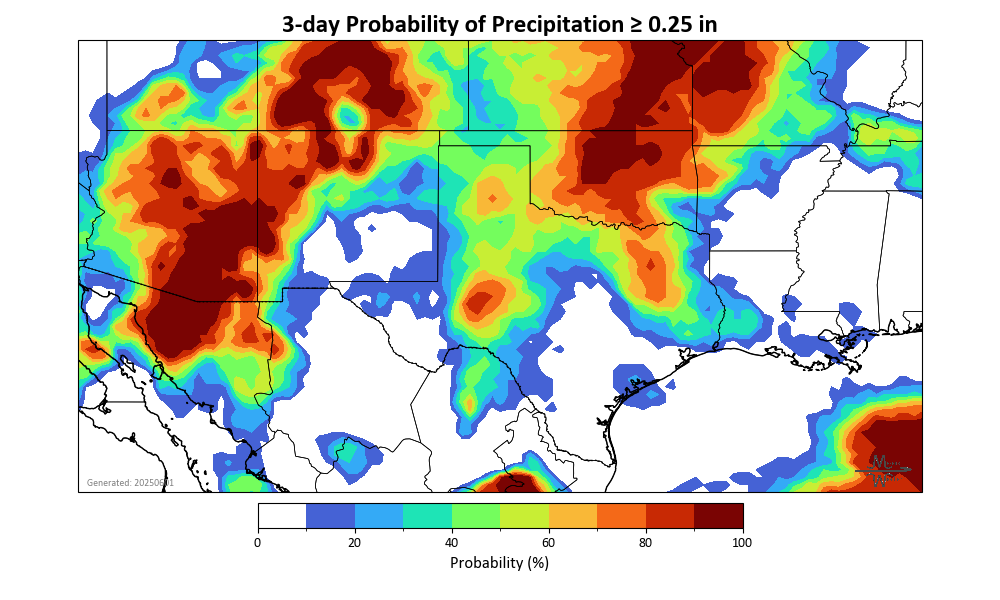 3-day Probability of Precipitation ≥ 0.25 in
Generated: 20250601
0 20 40 60 80 100
Probability (%)